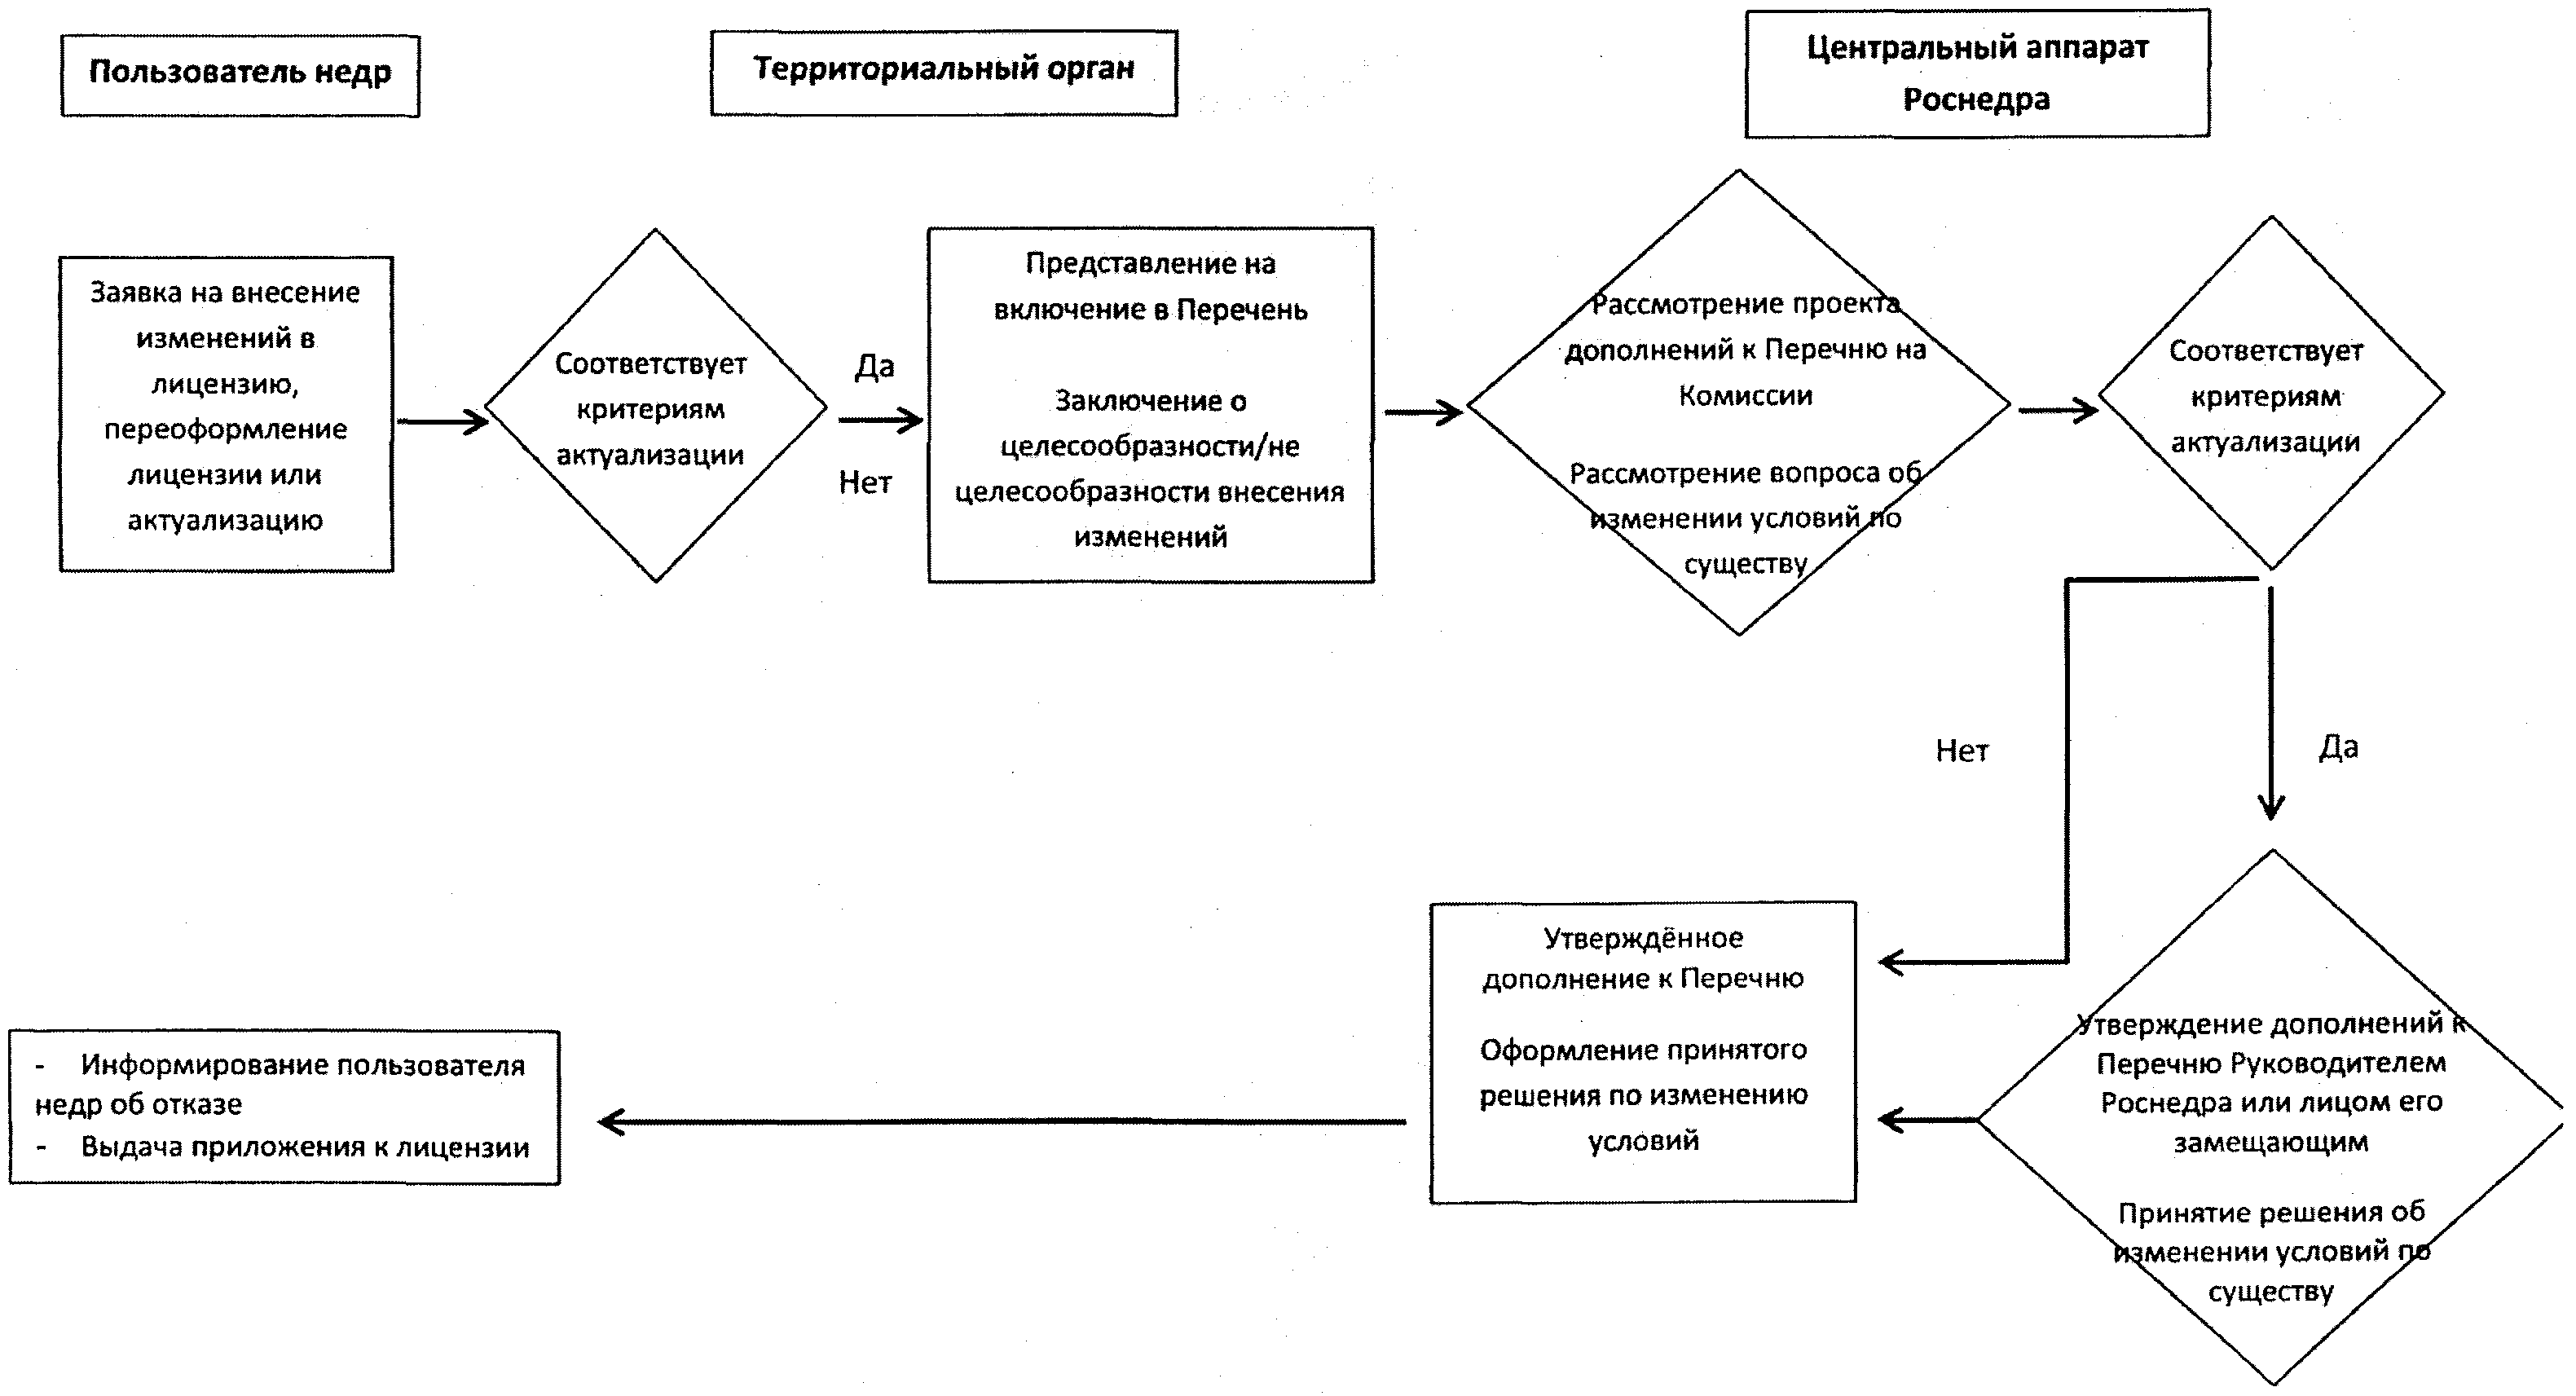 Пользователь недр
Территориальный орган
Центральный аппарат
Роснедра
Заявка на внесение
изменений в
лицензию,
переоформление
лицензии или
актуализацию
Соответствует
критериям
актуализации
Да
Нет
Представление на
включение в Перечень
Заключение о
целесообразности/не
целесообразности внесения
изменений
Рассмотрение проекта
дополнений к Перечню на
Комиссии
Рассмотрение вопроса об
изменении условий по
существу
Соответствует
критериям
актуализации
Нет
Да
Утверждение дополнений к
Перечню Руководителем
Роснедра или лицом его
замещающим
Принятие решения об
изменении условий по
существу
Утверждённое
дополнение к Перечню
Оформление принятого
решения по изменению
условий
- Информирование пользователя
недр об отказе
- Выдача приложения к лицензии